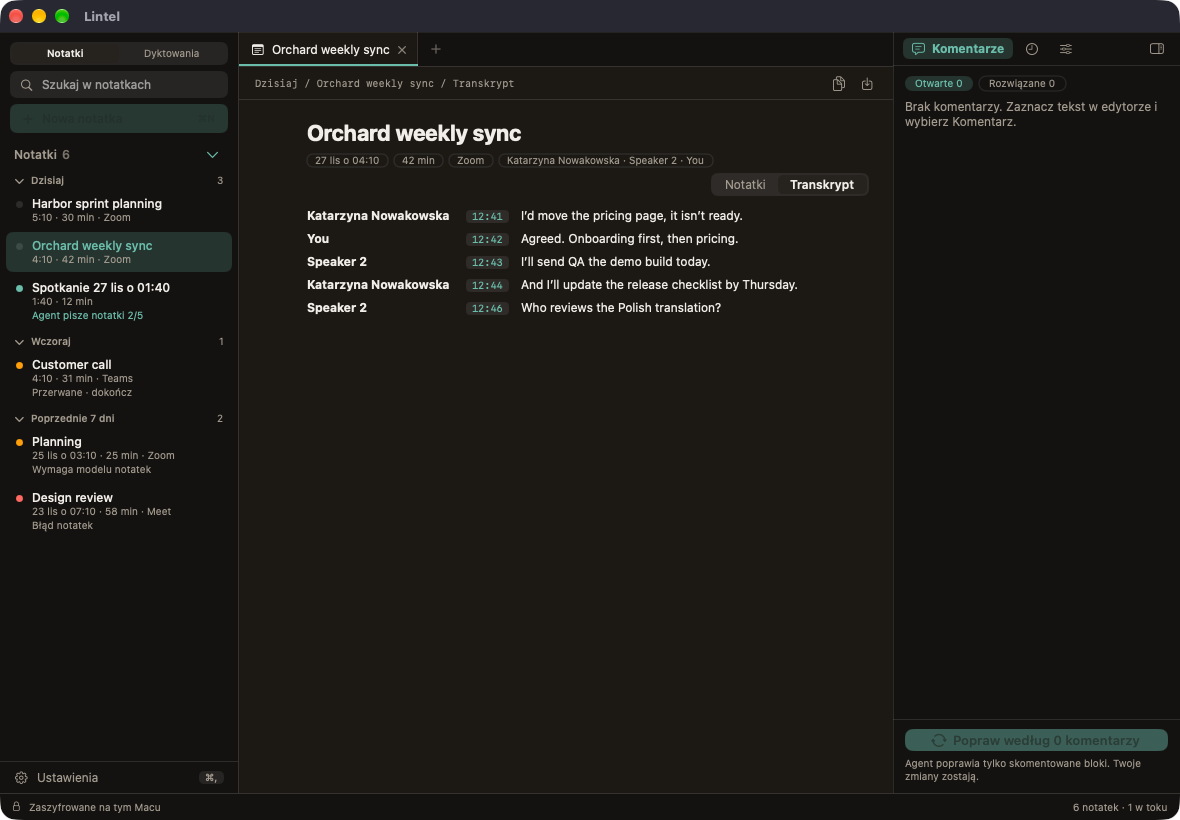 Lintel
Notatki
Dyktowania
Szukaj w notatkach
+ Nowa notatka
Notatki 6
Dzisiaj 3
Harbor sprint planning
5:10 · 30 min · Zoom
Orchard weekly sync
4:10 · 42 min · Zoom
Spotkanie 27 lis o 01:40
1:40 · 12 min
Agent pisze notatki 2/5
Wczoraj 1
Customer call
4:10 · 31 min · Teams
Przerwane · dokończ
Poprzednie 7 dni 2
Planning
25 lis o 03:10 · 25 min · Zoom
Wymaga modelu notatek
Design review
23 lis o 07:10 · 58 min · Meet
Błąd notatek
Ustawienia ⌘,
Orchard weekly sync
Dzisiaj / Orchard weekly sync / Transkrypt
Orchard weekly sync
27 lis o 04:10
42 min
Zoom
Katarzyna Nowakowska · Speaker 2 · You
Notatki
Transkrypt
Katarzyna Nowakowska 12:41 I’d move the pricing page, it isn’t ready.
You 12:42 Agreed. Onboarding first, then pricing.
Speaker 2 12:43 I’ll send QA the demo build today.
Katarzyna Nowakowska 12:44 And I’ll update the release checklist by Thursday.
Speaker 2 12:46 Who reviews the Polish translation?
Komentarze
Otwarte 0
Rozwiązane 0
Brak komentarzy. Zaznacz tekst w edytorze i
wybierz Komentarz.
Popraw według 0 komentarzy
Agent poprawia tylko skomentowane bloki. Twoje
zmiany zostają.
Zaszyfrowane na tym Macu
6 notatek · 1 w toku